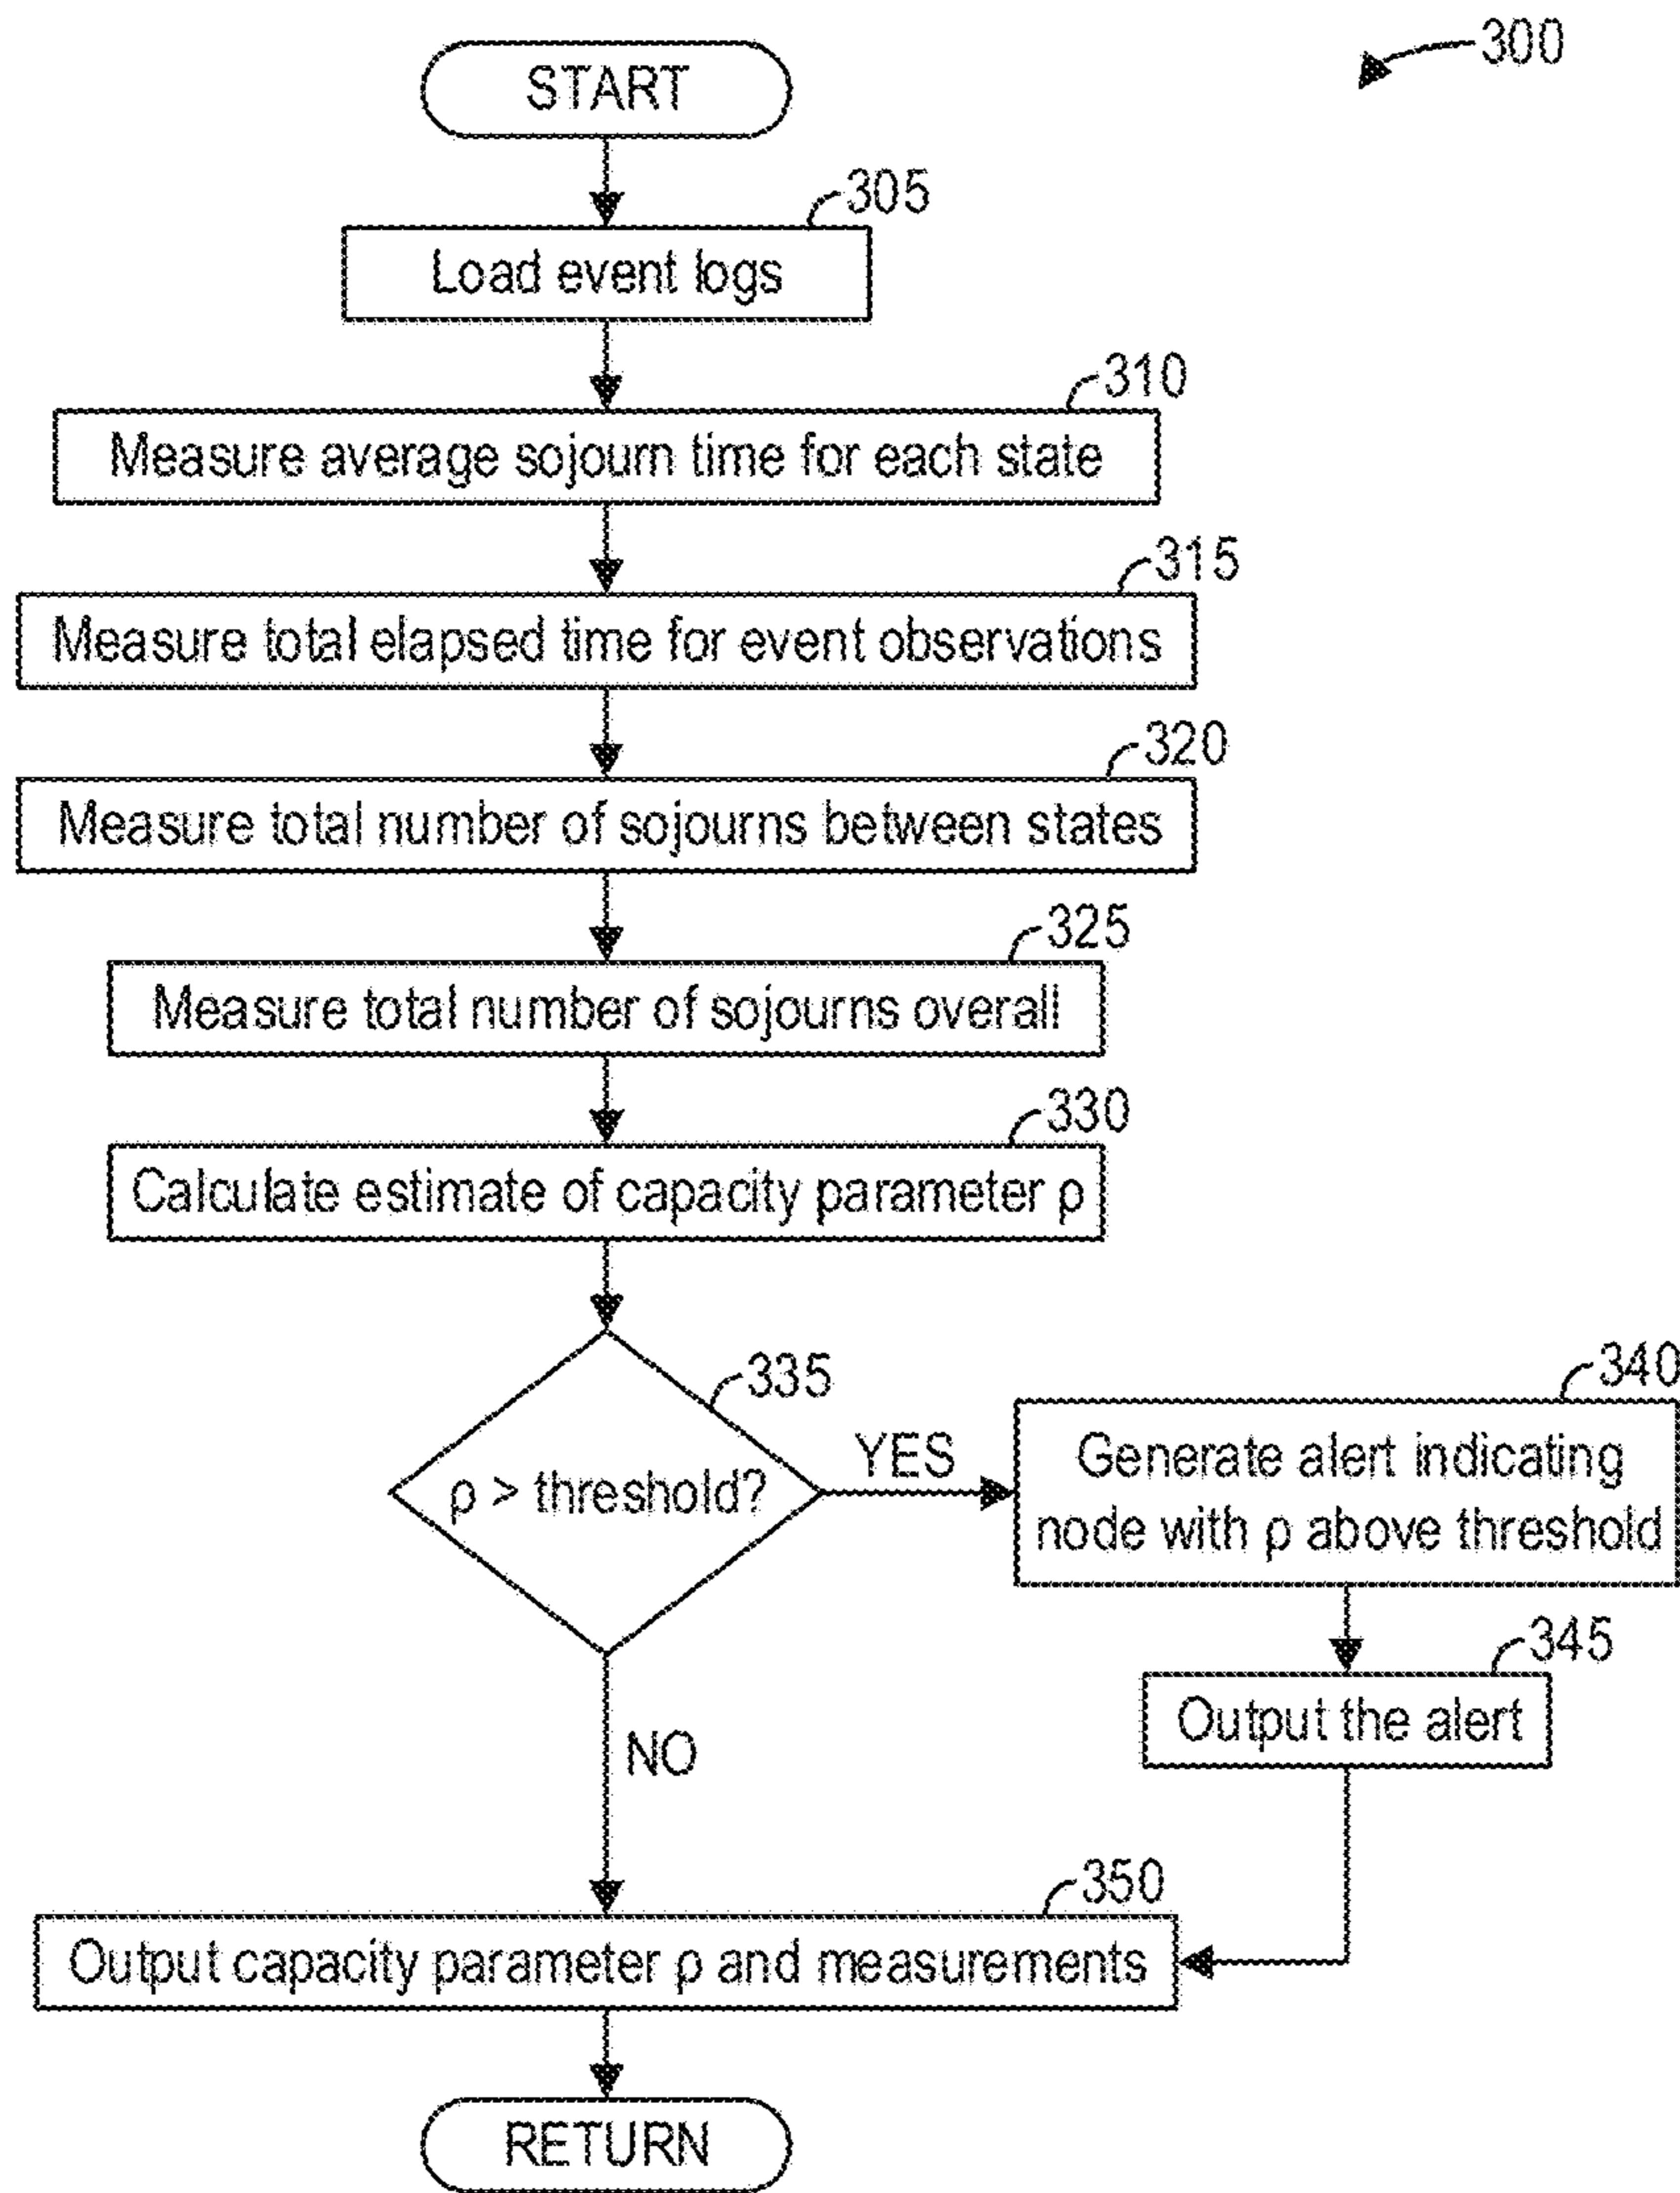 300
START
305
Load event logs
310
Measure average sojourn time for each state
315
Measure total elapsed time for event observations
320
Measure total number of sojourns between states
325
Measure total number of sojourns overall
330
Calculate estimate of capacity parameter ρ
335
ρ > threshold?
YES
340
Generate alert indicating
node with ρ above threshold
345
Output the alert
NO
350
Output capacity parameter ρ and measurements
RETURN